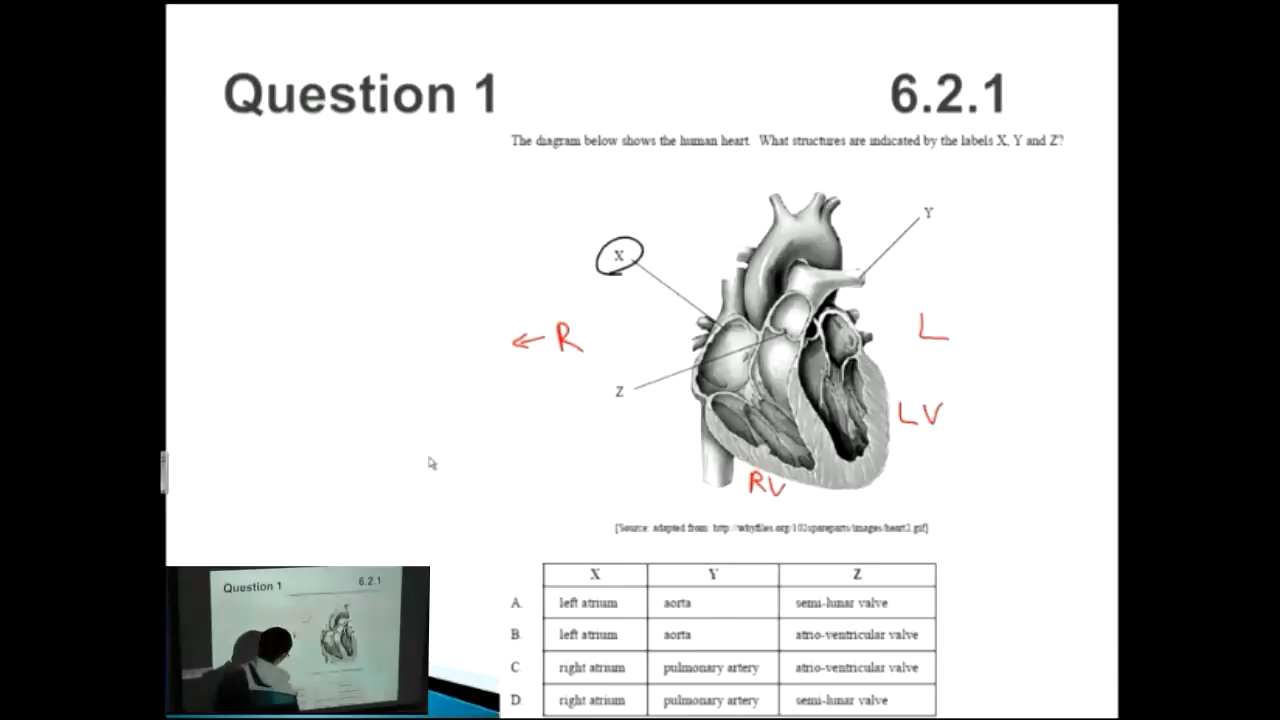 Question 1
6.2.1
The diagram below shows the human heart. What structures are indicated by the labels X, Y and Z?
Y
X
← R
L
Z
LV
RV
[Source: adapted from: http://whyfiles.org/102spareparts/images/heart2.gif]
X Y Z
A. left atrium aorta semi-lunar valve
B. left atrium aorta atrio-ventricular valve
C. right atrium pulmonary artery atrio-ventricular valve
D. right atrium pulmonary artery semi-lunar valve
Question 1
6.2.1